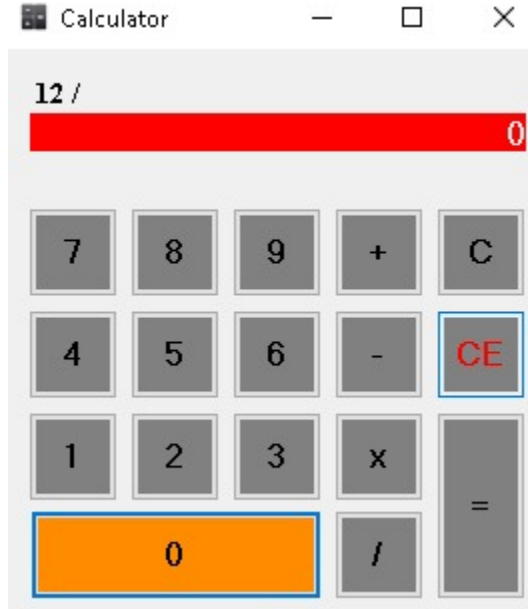 Calculator
12 /
0
7 8 9 + C
4 5 6 - CE
1 2 3 x =
0 /